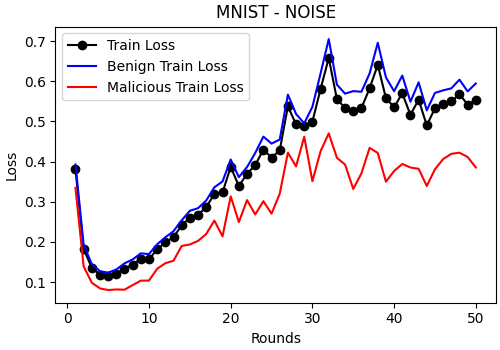 MNIST - NOISE
Train Loss
Benign Train Loss
Malicious Train Loss
Loss
0.7
0.6
0.5
0.4
0.3
0.2
0.1
0 10 20 30 40 50
Rounds